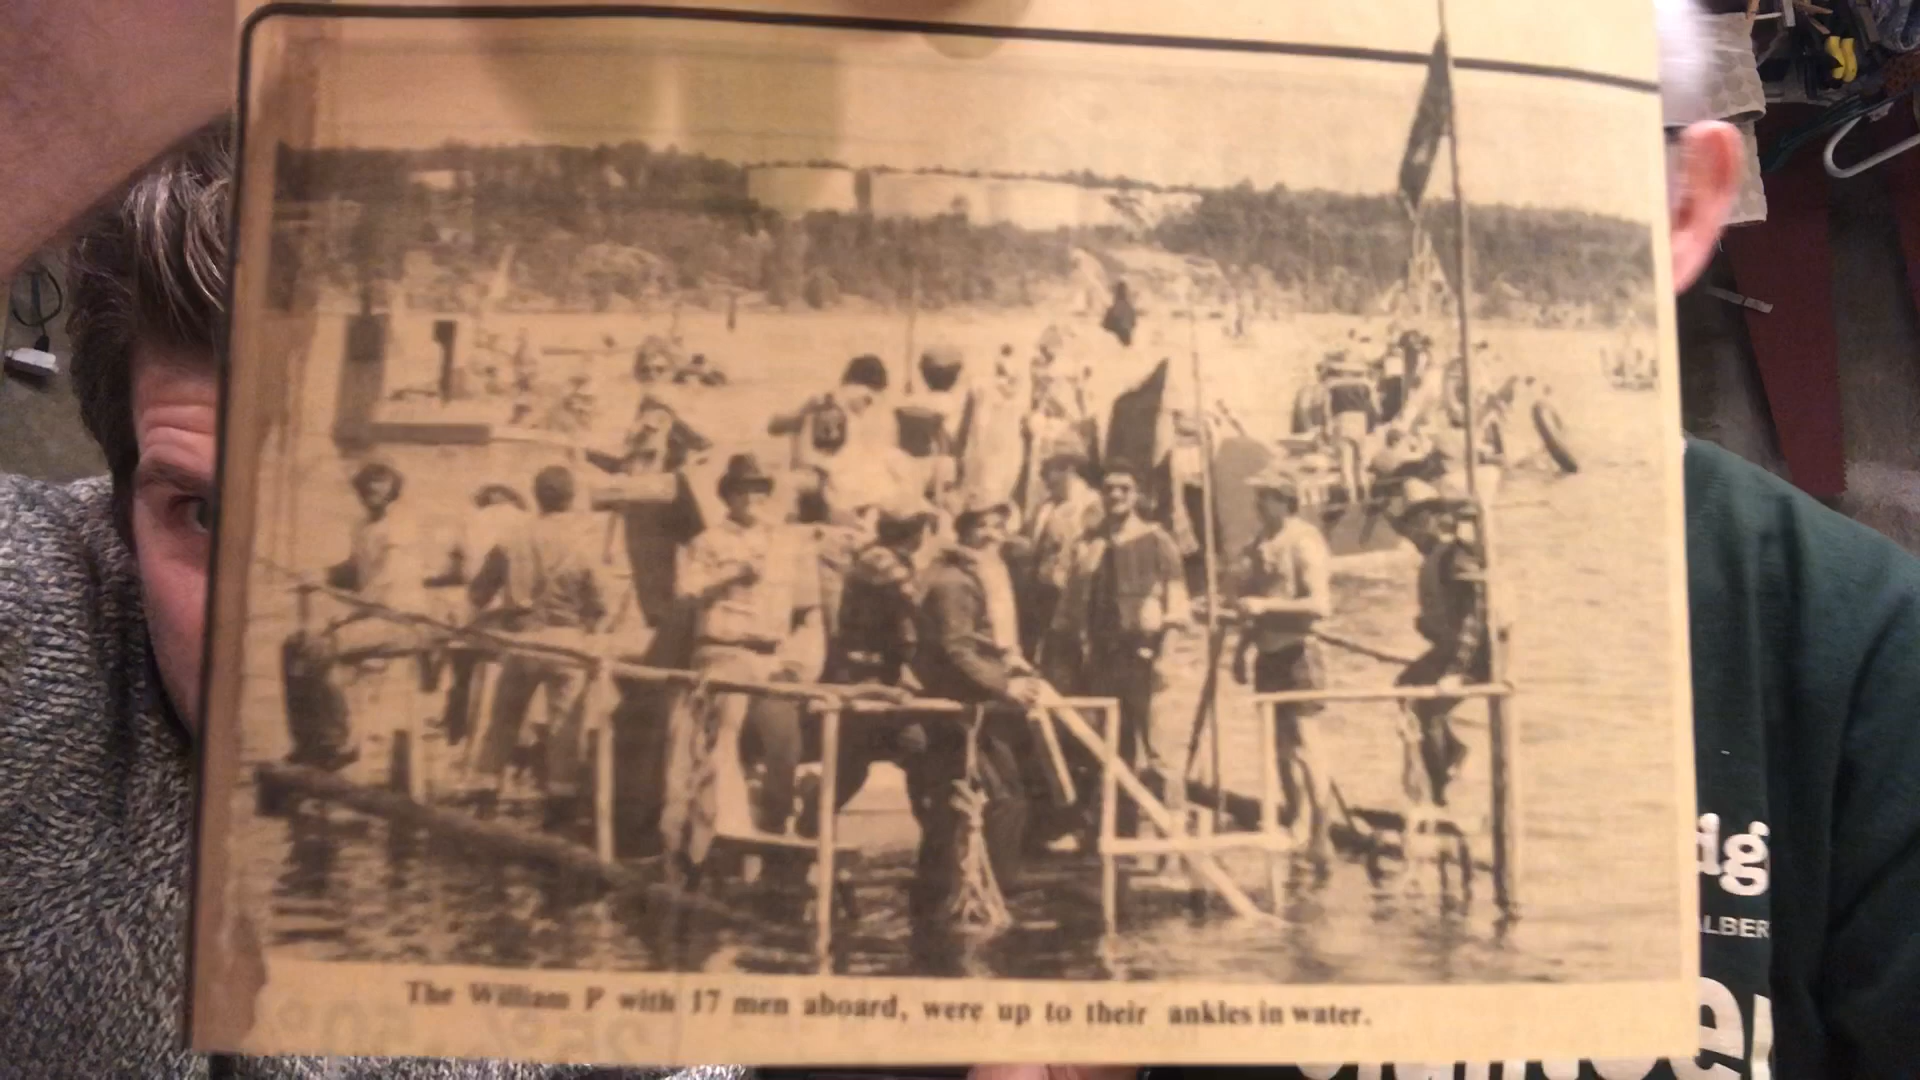 The William P with 17 men aboard, were up to their ankles in water.